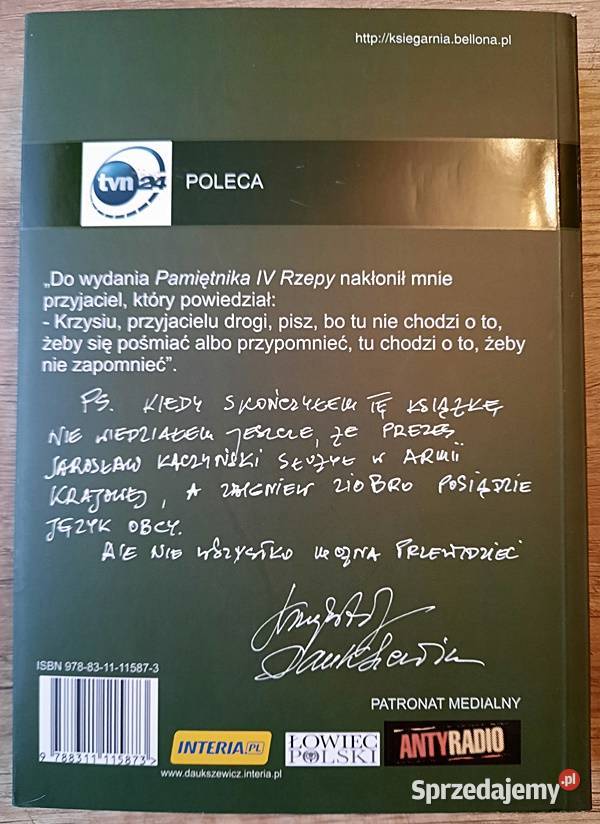 http://ksiegarnia.bellona.pl
tvn24 POLECA
„Do wydania Pamiętnika IV Rzepy nakłonił mnie
przyjaciel, który powiedział:
- Krzysiu, przyjacielu drogi, pisz, bo tu nie chodzi o to,
żeby się pośmiać albo przypomnieć, tu chodzi o to, żeby
nie zapomnieć”.
PS. KIEDY SKOŃCZYŁEM TĘ KSIĄŻKĘ
NIE WIEDZIAŁEM JESZCZE, ŻE PREZES
JAROSŁAW KACZYŃSKI SŁUŻYŁ W ARMII
KRAJOWEJ, A ZBIGNIEW ZIOBRO POSIĄDZIE
JĘZYK OBCY.
ALE NIE WSZYSTKO MOŻNA PRZEWIDZIEĆ
Krzysztof
Daukszewicz
ISBN 978-83-11-11587-3
9 788311 115873 >
PATRONAT MEDIALNY
INTERIA.PL
ŁOWIEC
POLSKI
ANTYRADIO
www.daukszewicz.interia.pl
Sprzedajemy.pl